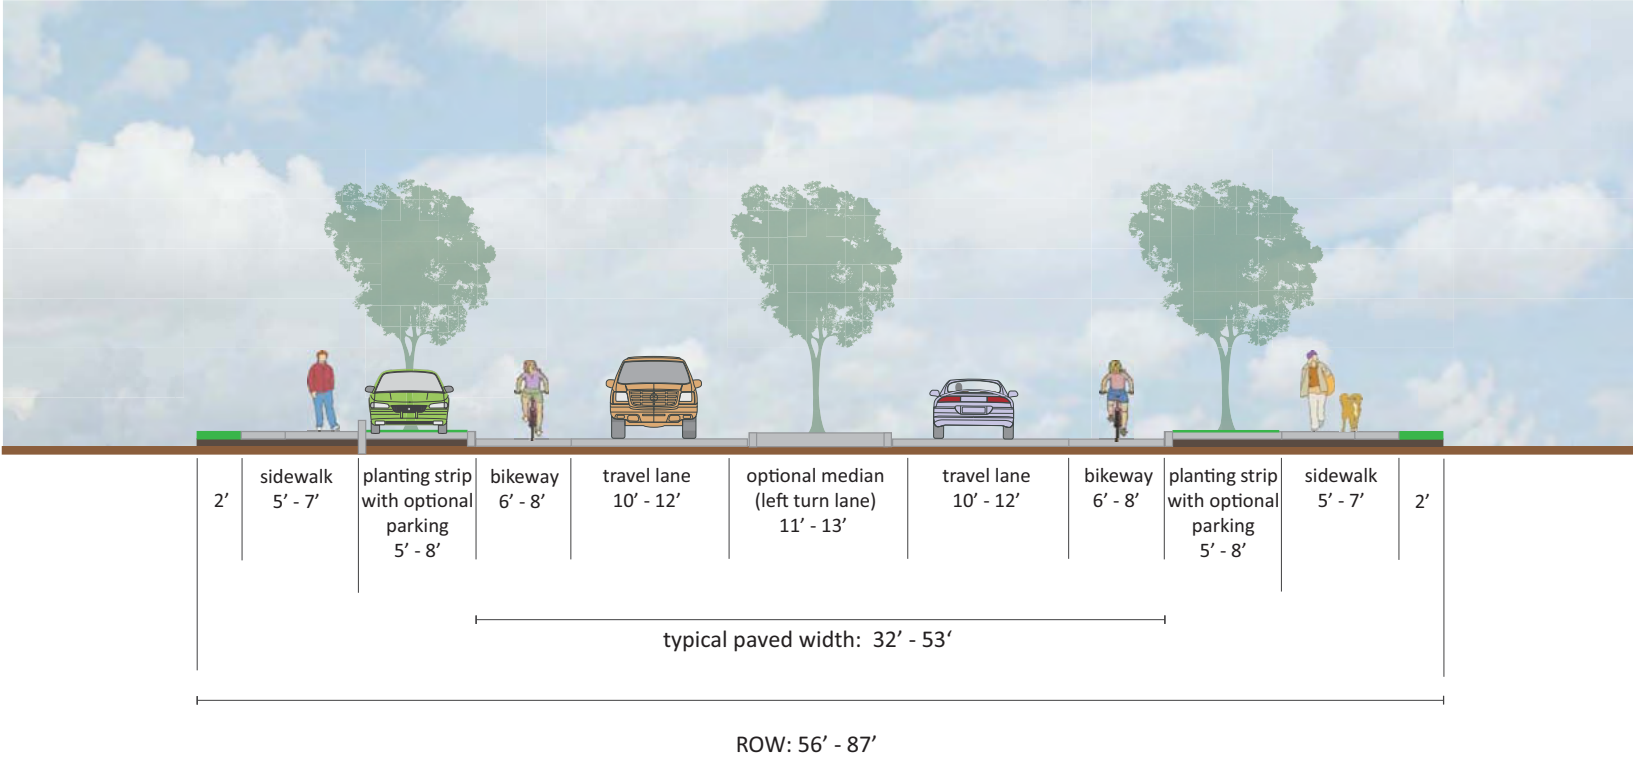 2’
sidewalk
5’ - 7’
planting strip
with optional
parking
5’ - 8’
bikeway
6’ - 8’
travel lane
10’ - 12’
optional median
(left turn lane)
11’ - 13’
travel lane
10’ - 12’
bikeway
6’ - 8’
planting strip
with optional
parking
5’ - 8’
sidewalk
5’ - 7’
2’
typical paved width: 32’ - 53‘
ROW: 56’ - 87’